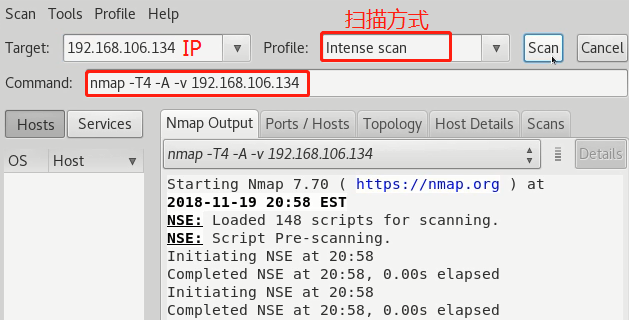 Scan Tools Profile Help
扫描方式
Target: 192.168.106.134 IP Profile: Intense scan Scan Cancel
Command: nmap -T4 -A -v 192.168.106.134
Hosts Services Nmap Output Ports / Hosts Topology Host Details Scans
OS Host nmap -T4 -A -v 192.168.106.134 Details
Starting Nmap 7.70 ( https://nmap.org ) at
2018-11-19 20:58 EST
NSE: Loaded 148 scripts for scanning.
NSE: Script Pre-scanning.
Initiating NSE at 20:58
Completed NSE at 20:58, 0.00s elapsed
Initiating NSE at 20:58
Completed NSE at 20:58, 0.00s elapsed